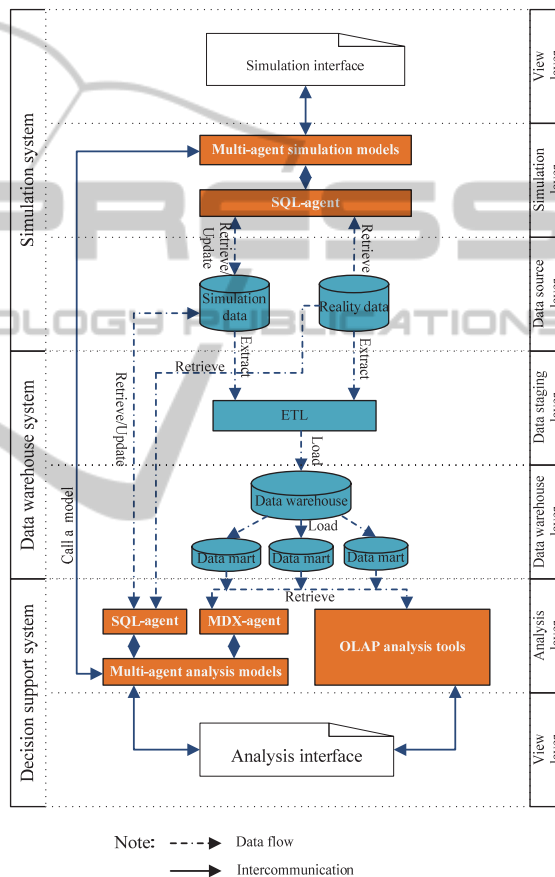 Simulation system
Data warehouse system
Decision support system
View
layer
Simulation
layer
Data source
layer
Data staging
layer
Data warehouse
layer
Analysis
layer
View
layer
Simulation interface
Multi-agent simulation models
SQL-agent
Retrieve/
Update
Retrieve
Simulation
data
Reality data
Extract
Extract
Retrieve
Retrieve/Update
Call a model
ETL
Load
Data warehouse
Load
Data mart
Data mart
Data mart
Retrieve
SQL-agent
MDX-agent
OLAP analysis tools
Multi-agent analysis models
Analysis interface
Note:
Data flow
Intercommunication
PRESS
OLOGY PUBLICATIONS